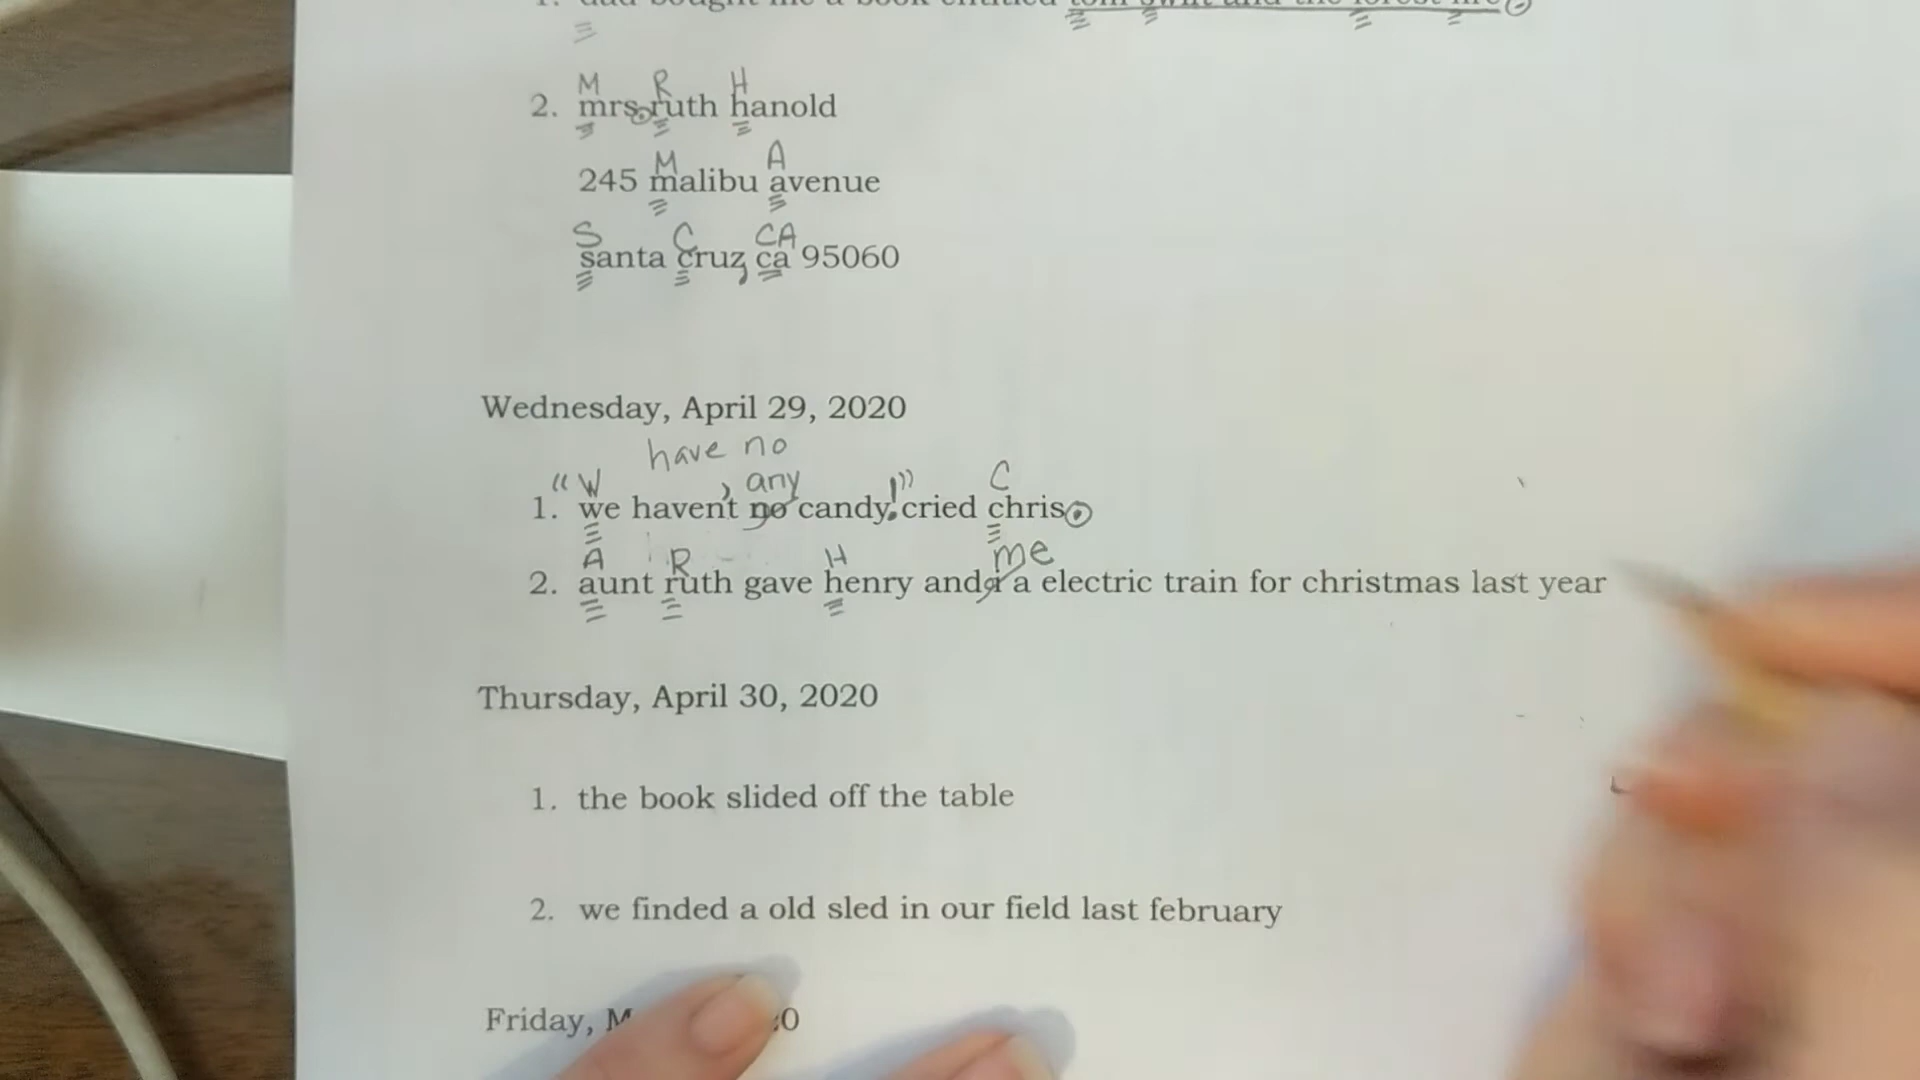 1. dad bought me a book entitled tom swift and the forest fire.
M R H
2. mrs. ruth hanold
M A
245 malibu avenue
S C CA
santa cruz, ca 95060
Wednesday, April 29, 2020
have no
“W , any !” C
1. we haven't no candy! cried chris.
A R H me
2. aunt ruth gave henry and i a electric train for christmas last year
Thursday, April 30, 2020
1. the book slided off the table
2. we finded a old sled in our field last february
Friday,